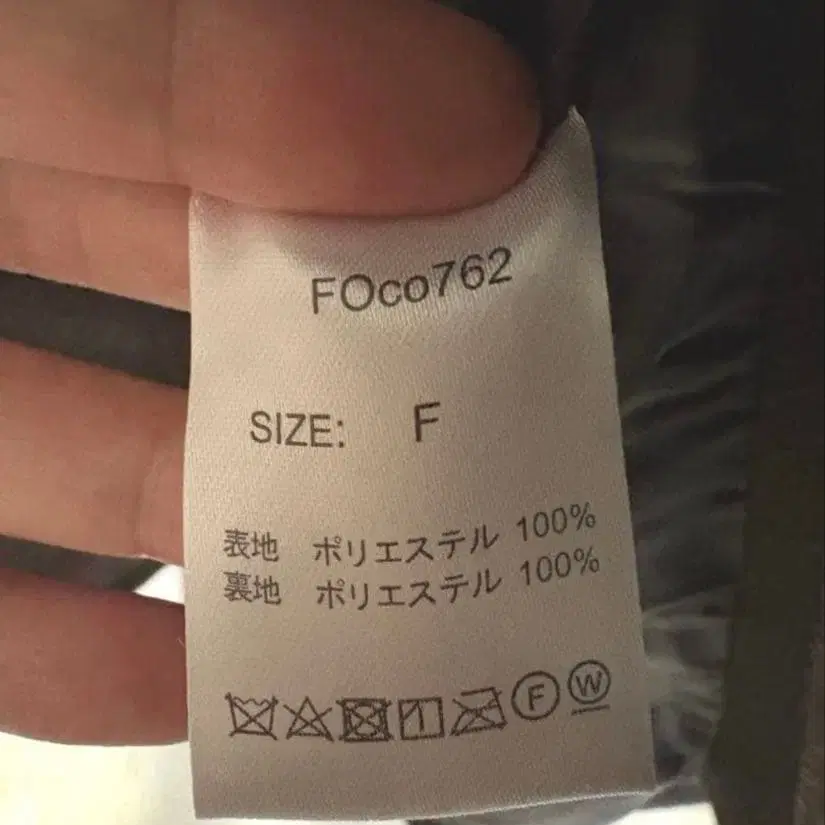 FOco762
SIZE: F
表地 ポリエステル 100%
裏地 ポリエステル 100%
F W